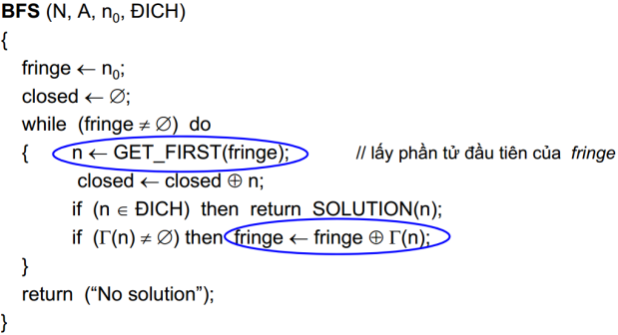 BFS (N, A, n₀, ĐICH)
{
fringe ← n₀;
closed ← ∅;
while (fringe ≠ ∅) do
{ n ← GET_FIRST(fringe); // lấy phần tử đầu tiên của fringe
closed ← closed ⊕ n;
if (n ∈ ĐICH) then return SOLUTION(n);
if (Γ(n) ≠ ∅) then fringe ← fringe ⊕ Γ(n);
}
return (“No solution”);
}